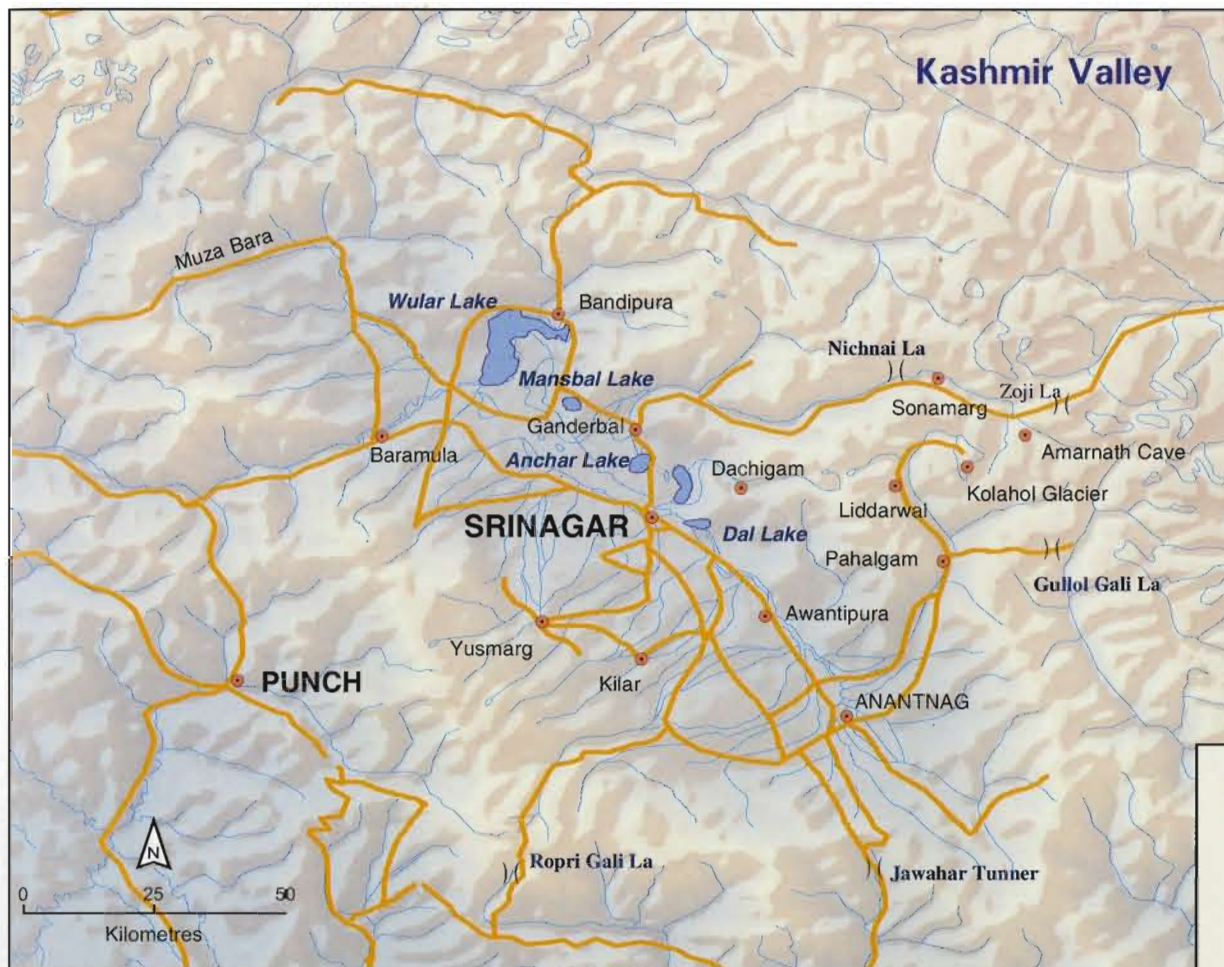 Kashmir Valley
Muza Bara
Wular Lake
Bandipura
Nichnai La
Mansbal Lake
Zoji La
Sonamarg
Ganderbal
Amarnath Cave
Baramula
Anchar Lake
Dachigam
Kolahol Glacier
Liddarwal
SRINAGAR
Dal Lake
Pahalgam
Gullol Gali La
Awantipura
Yusmarg
PUNCH
Kilar
ANANTNAG
N
Ropri Gali La
Jawahar Tunner
0 25 50
Kilometres